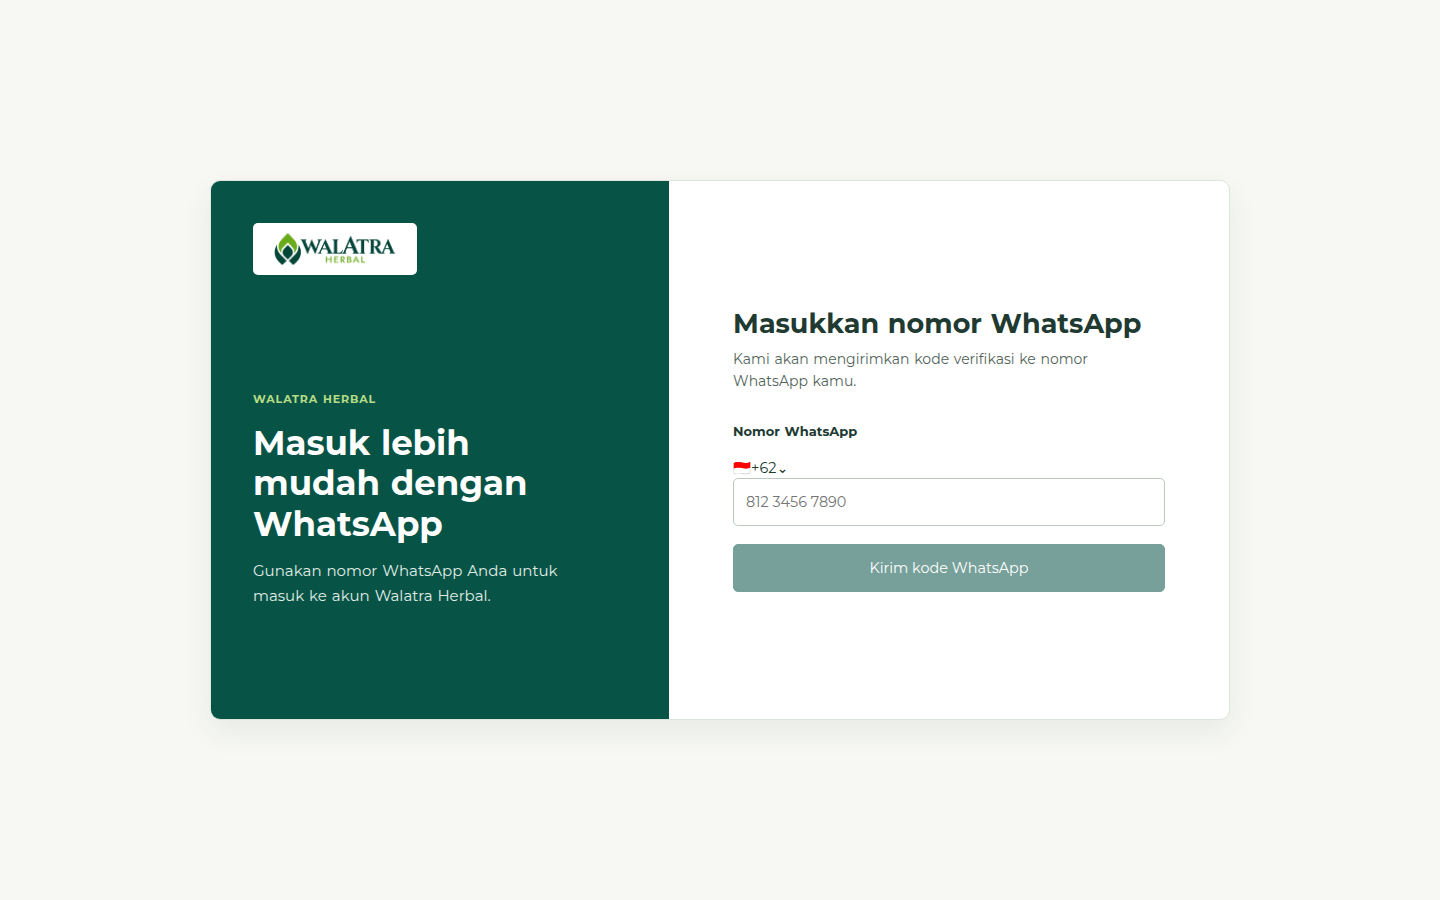 WALATRA
HERBAL
WALATRA HERBAL
Masuk lebih
mudah dengan
WhatsApp
Gunakan nomor WhatsApp Anda untuk
masuk ke akun Walatra Herbal.
Masukkan nomor WhatsApp
Kami akan mengirimkan kode verifikasi ke nomor
WhatsApp kamu.
Nomor WhatsApp
+62
812 3456 7890
Kirim kode WhatsApp